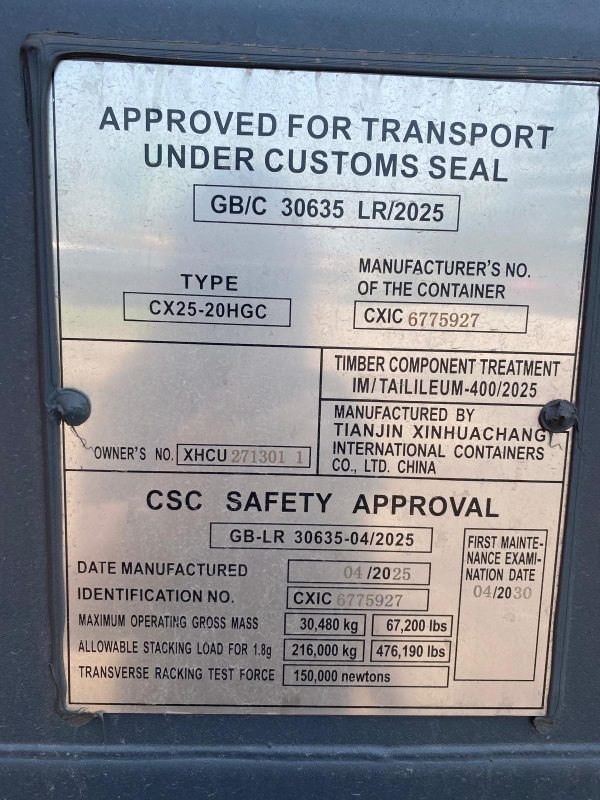 APPROVED FOR TRANSPORT
UNDER CUSTOMS SEAL
GB/C 30635 LR/2025
TYPE
CX25-20HGC
MANUFACTURER'S NO.
OF THE CONTAINER
CXIC 6775927
TIMBER COMPONENT TREATMENT
IM/TAILILEUM-400/2025
OWNER'S NO. XHCU 271301 1
MANUFACTURED BY
TIANJIN XINHUACHANG
INTERNATIONAL CONTAINERS
CO., LTD. CHINA
CSC SAFETY APPROVAL
GB-LR 30635-04/2025
DATE MANUFACTURED 04/2025
IDENTIFICATION NO. CXIC 6775927
MAXIMUM OPERATING GROSS MASS 30,480 kg 67,200 lbs
ALLOWABLE STACKING LOAD FOR 1.8g 216,000 kg 476,190 lbs
TRANSVERSE RACKING TEST FORCE 150,000 newtons
FIRST MAINTE-
NANCE EXAMI-
NATION DATE
04/2030